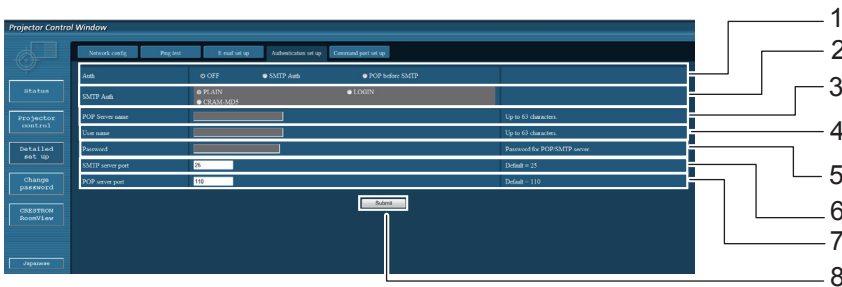 Projector Control Window
Network config
Ping test
E-mail set up
Authentication set up
Command port set up
Status
Projector
control
Detailed
set up
Change
password
CRESTRON
RoomView
Japanese
Auth OFF SMTP Auth POP before SMTP
SMTP Auth PLAIN LOGIN
CRAM-MD5
POP Server name Up to 63 characters.
User name Up to 63 characters.
Password Password for POP/SMTP server
SMTP server port 25 Default = 25
POP server port 110 Default = 110
Submit
1
2
3
4
5
6
7
8